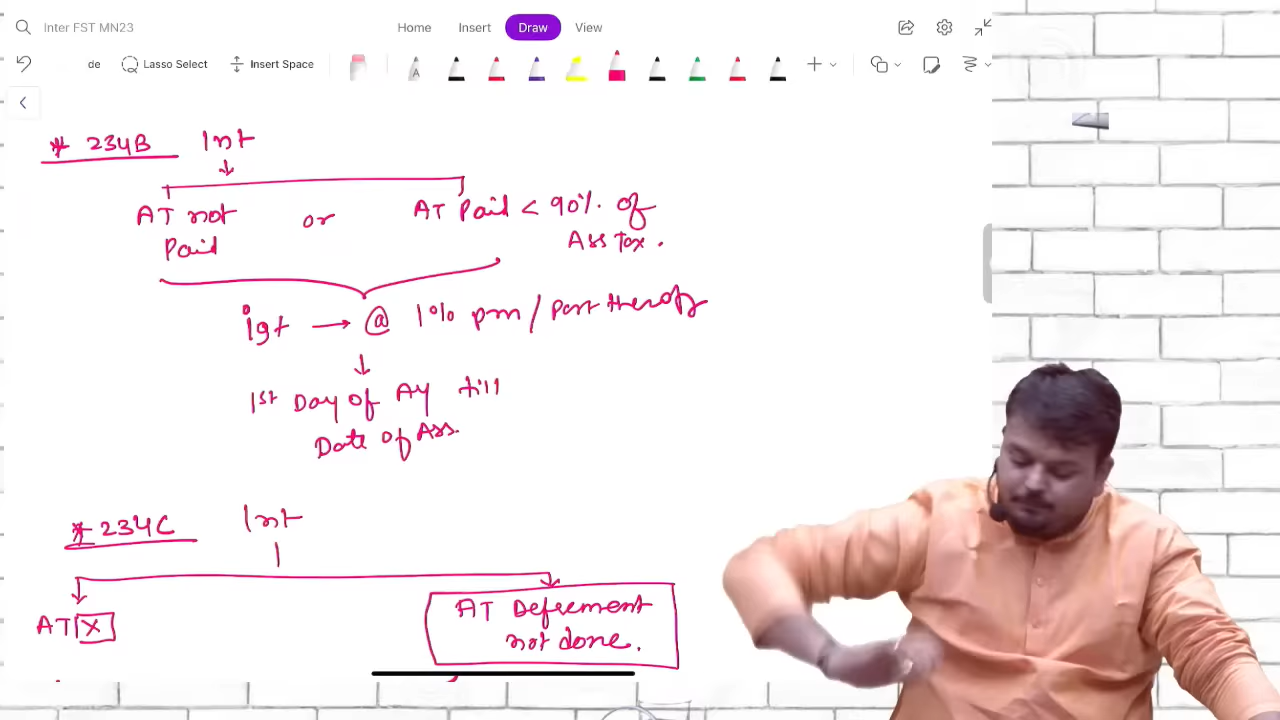 Inter FST MN23
Home Insert Draw View
de Lasso Select Insert Space
A
* 234B Int
AT not or AT Paid < 90% of
Paid Ass Tax.
igt → @ 1% pm / Part thereof
↓
1st Day of AY till
Date of Ass.
* 234C Int
AT X AT Deferment
not done.